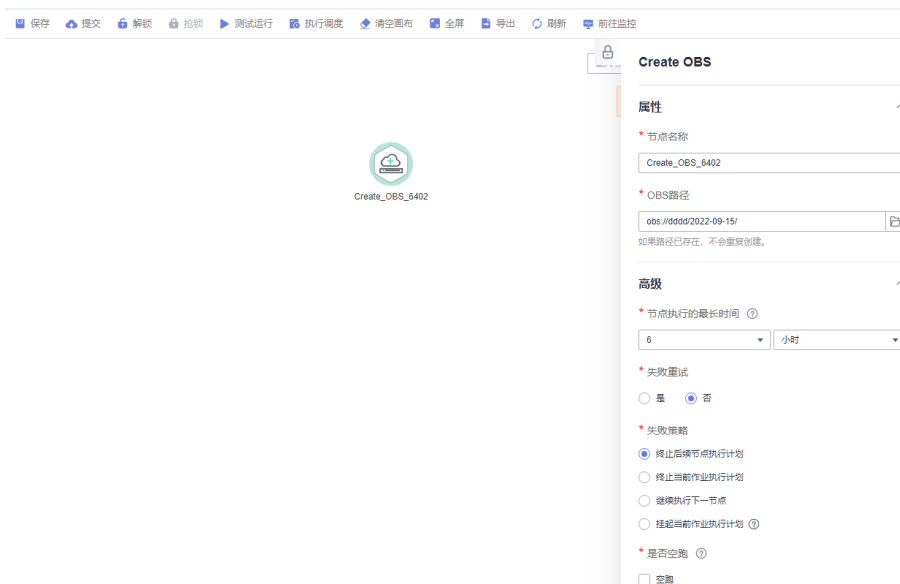 保存 提交 解锁 抢锁 测试运行 执行调度 清空画布 全屏 导出 刷新 前往监控
Create_OBS_6402
Create OBS
属性
* 节点名称
Create_OBS_6402
* OBS路径
obs://dddd/2022-09-15/
如果路径已存在，不会重复创建。
高级
* 节点执行的最长时间 ?
6 小时
* 失败重试
是 否
* 失败策略
终止后续节点执行计划
终止当前作业执行计划
继续执行下一节点
挂起当前作业执行计划 ?
* 是否空跑 ?
空跑